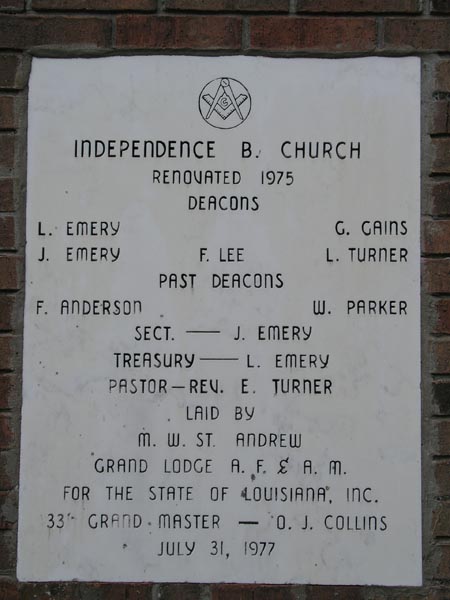 G
INDEPENDENCE B. CHURCH
RENOVATED 1975
DEACONS
L. EMERY G. GAINS
J. EMERY F. LEE L. TURNER
PAST DEACONS
F. ANDERSON W. PARKER
SECT. — J. EMERY
TREASURY — L. EMERY
PASTOR — REV. E. TURNER
LAID BY
M. W. ST. ANDREW
GRAND LODGE A. F. & A. M.
FOR THE STATE OF LOUISIANA, INC.
33° GRAND MASTER — O. J. COLLINS
JULY 31, 1977